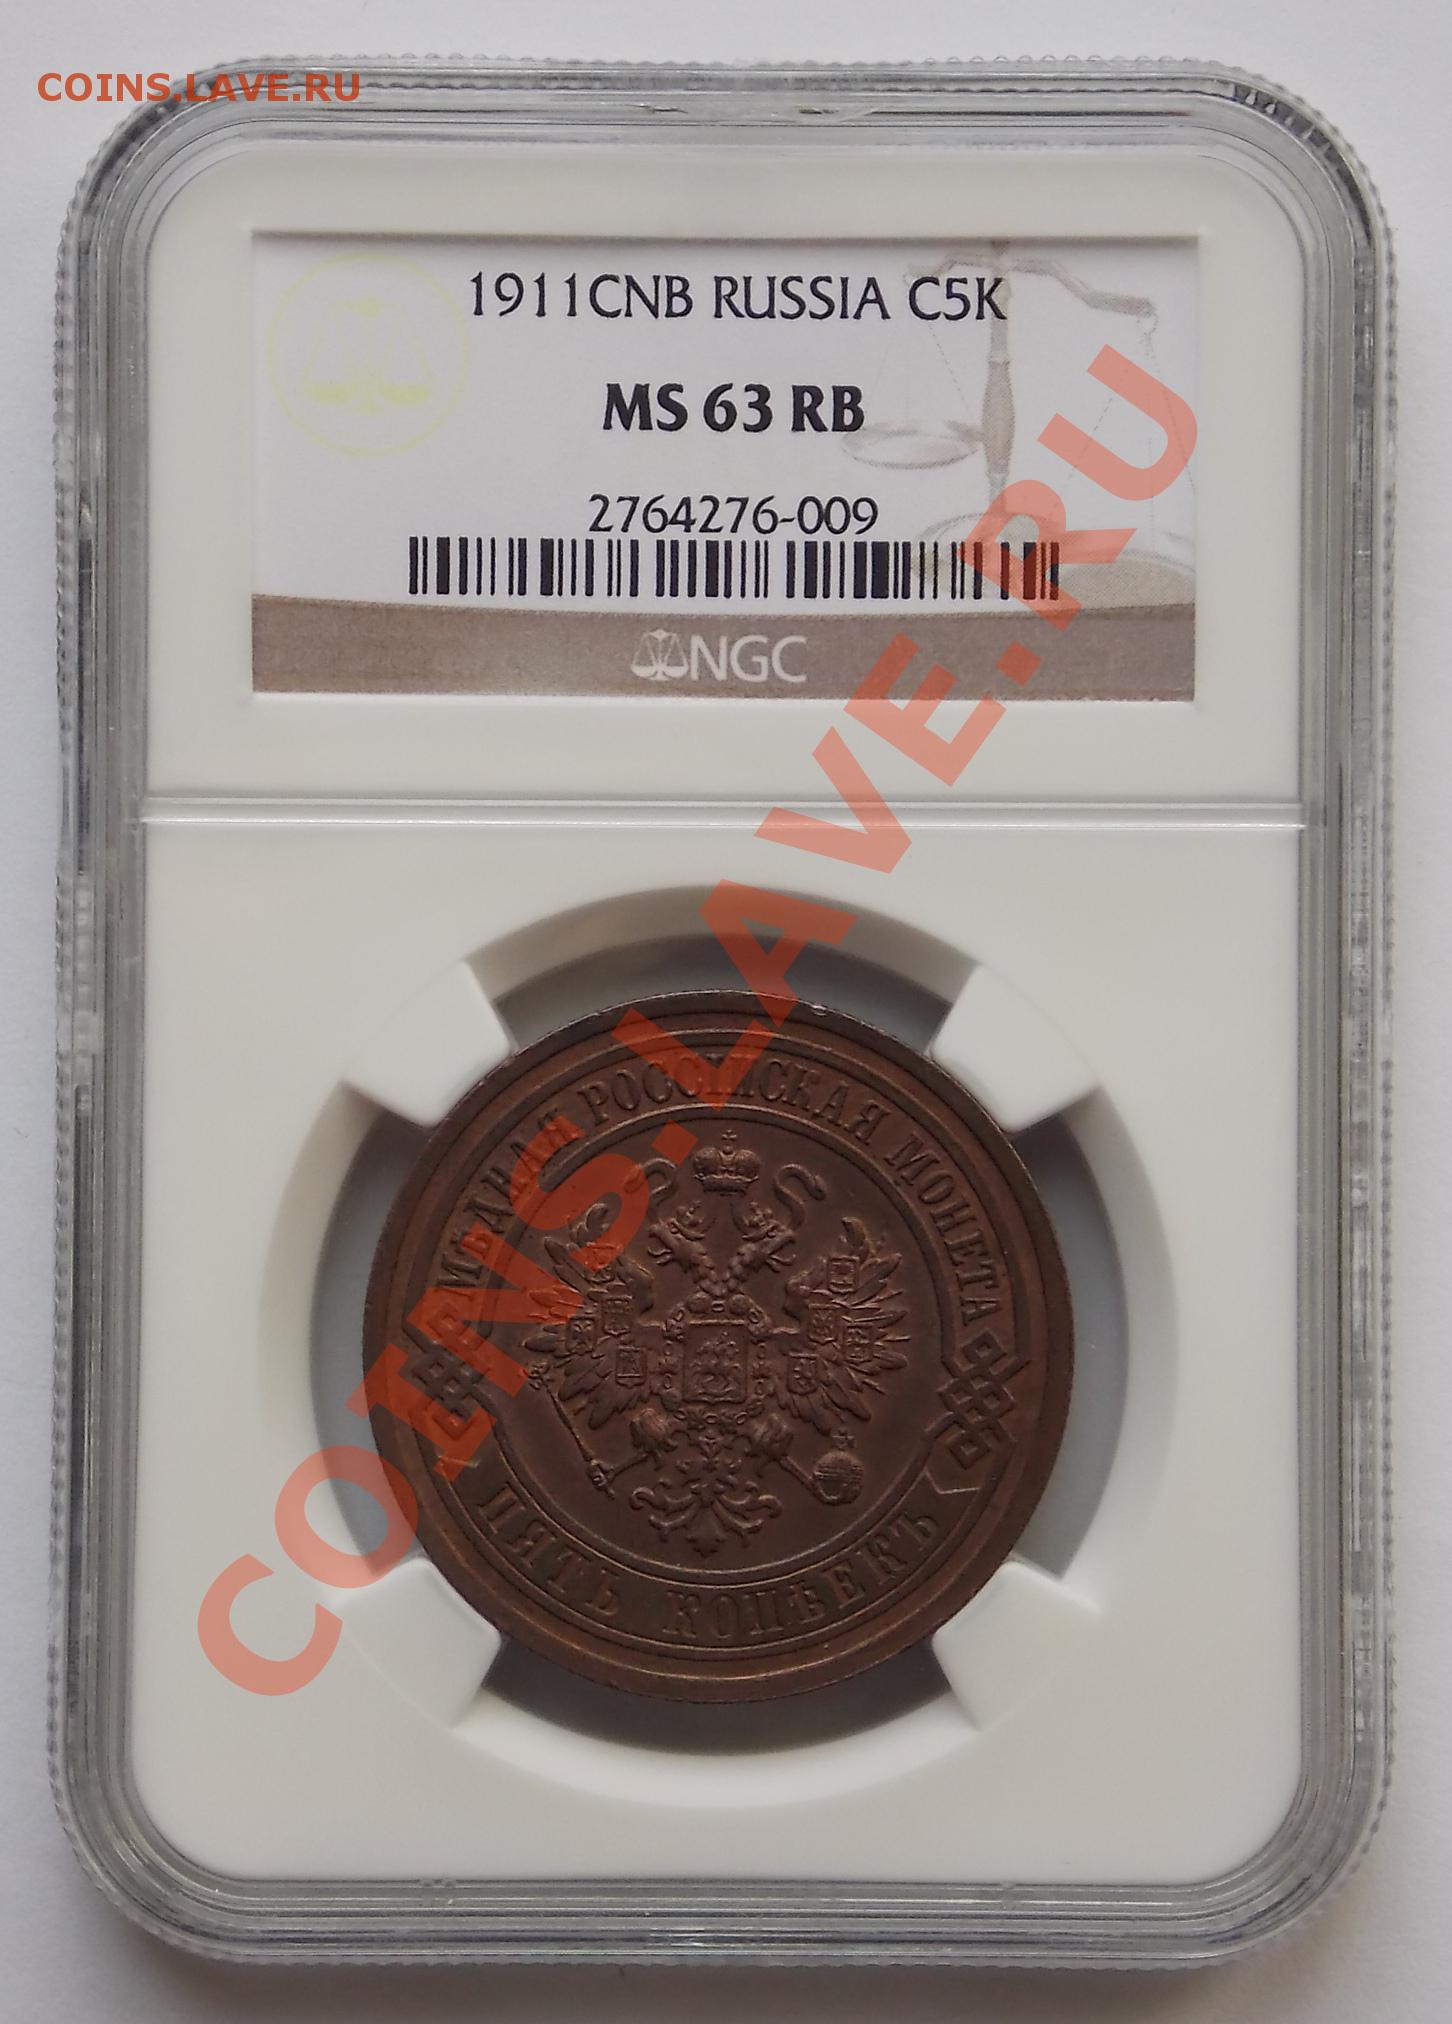 COINS.LAVE.RU
1911CNB RUSSIA C5K
MS 63 RB
2764276-009
NGC
COINS.LAVE.RU
МѢДНАЯ РОССІЙСКАЯ МОНЕТА
ПЯТЬ КОПѢЕКЪ